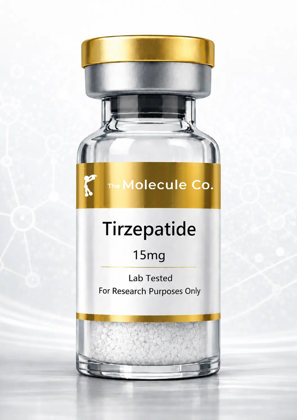 The Molecule Co.
Tirzepatide
15mg
Lab Tested
For Research Purposes Only